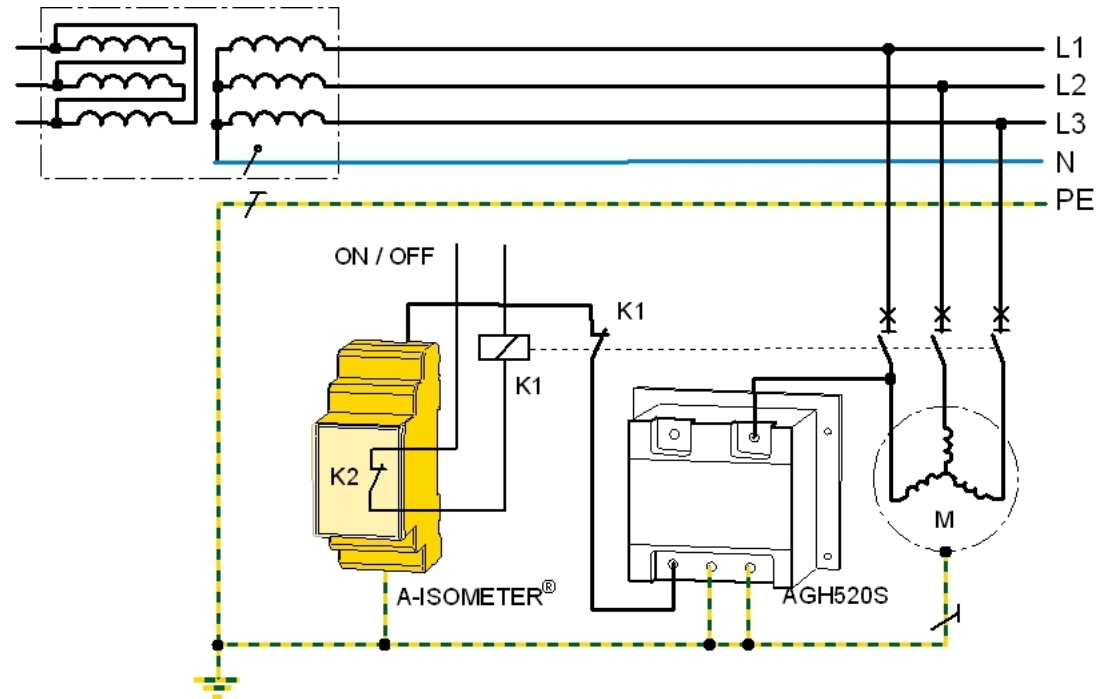 L1
L2
L3
N
PE
ON / OFF
K1
K1
K2
M
A-ISOMETER®
AGH520S